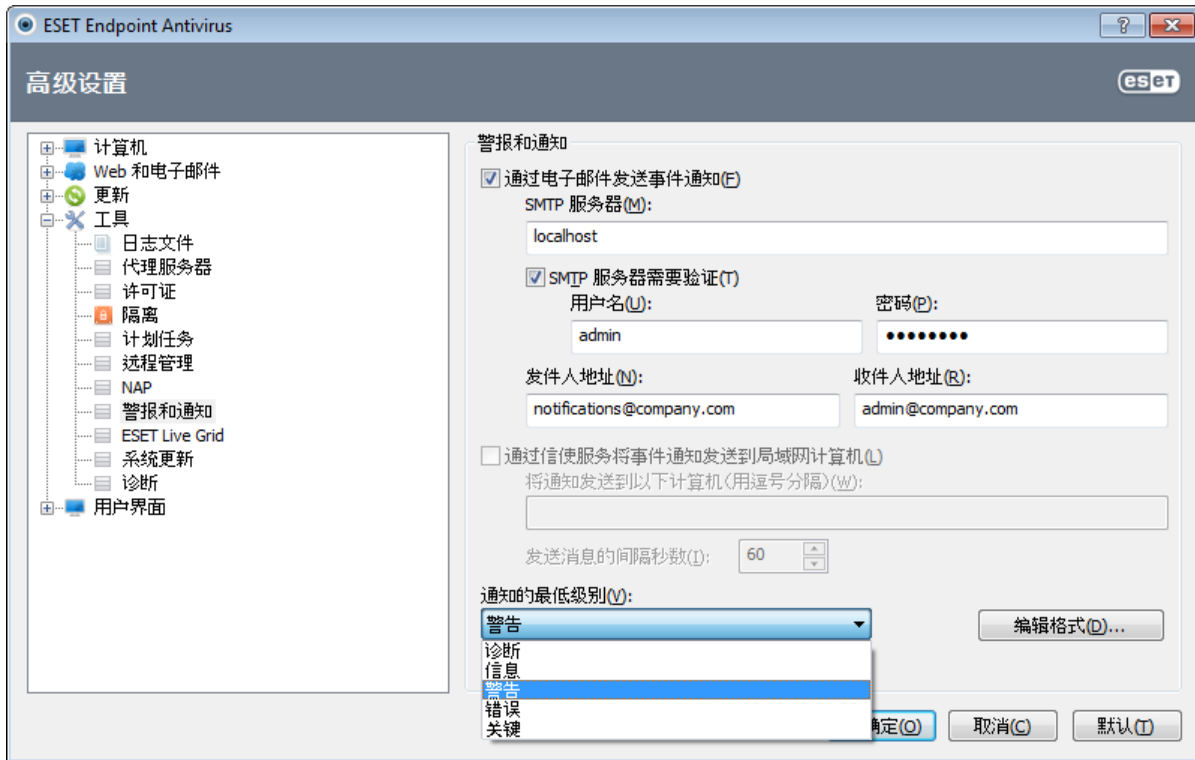 ESET Endpoint Antivirus
高级设置
eset
计算机
Web 和电子邮件
更新
工具
日志文件
代理服务器
许可证
隔离
计划任务
远程管理
NAP
警报和通知
ESET Live Grid
系统更新
诊断
用户界面
警报和通知
通过电子邮件发送事件通知(F)
SMTP 服务器(M):
localhost
SMTP 服务器需要验证(T)
用户名(U): 密码(P):
admin ●●●●●●●●
发件人地址(N): 收件人地址(R):
notifications@company.com admin@company.com
通过信使服务将事件通知发送到局域网计算机(L)
将通知发送到以下计算机(用逗号分隔)(W):
发送消息的间隔秒数(I): 60
通知的最低级别(V):
警告 编辑格式(D)...
诊断
信息
警告
错误
关键
定(O) 取消(C) 默认(T)